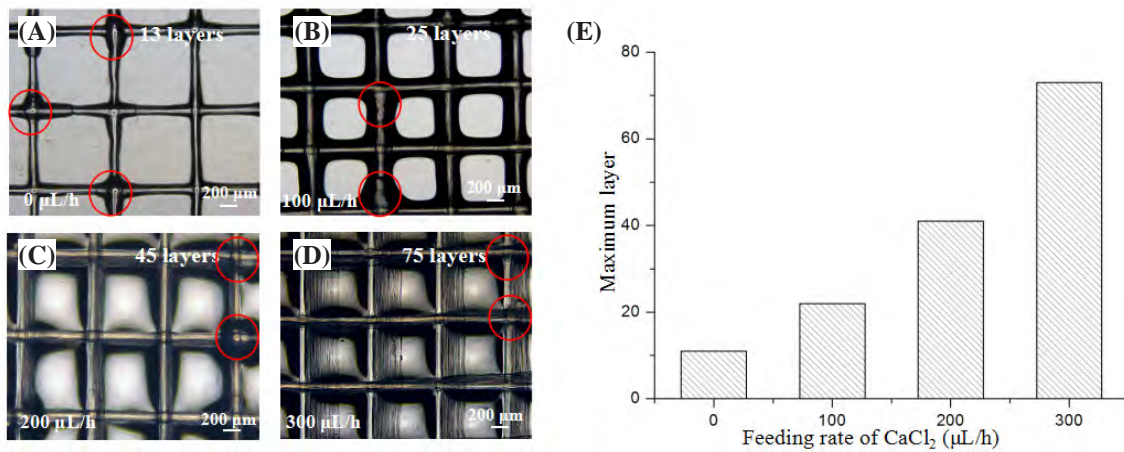 (A)
13 layers
0 µL/h
200 µm
(B)
25 layers
100 µL/h
200 µm
(C)
45 layers
200 µL/h
200 µm
(D)
75 layers
300 µL/h
200 µm
(E)
Maximum layer
80
60
40
20
0
0 100 200 300
Feeding rate of CaCl₂ (µL/h)